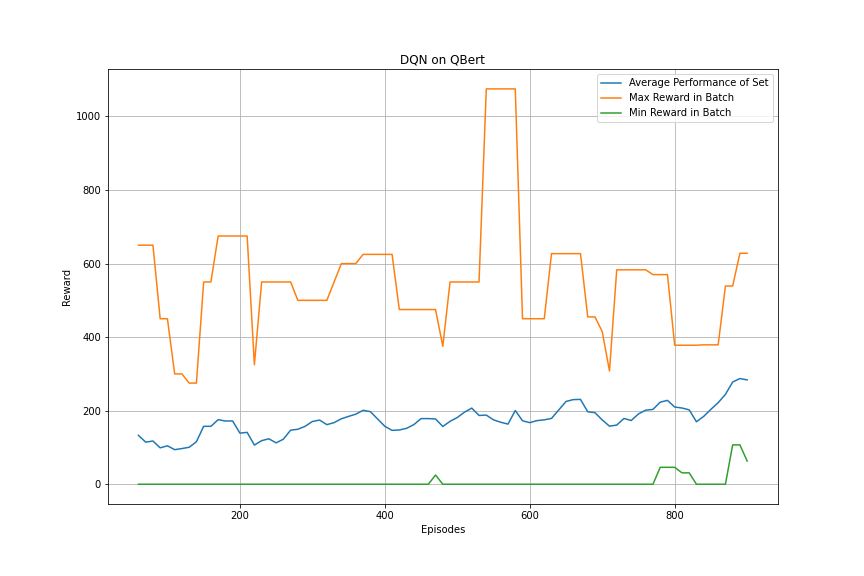 DQN on QBert
Average Performance of Set
Max Reward in Batch
Min Reward in Batch
1000
800
600
400
200
0
Reward
200 400 600 800
Episodes